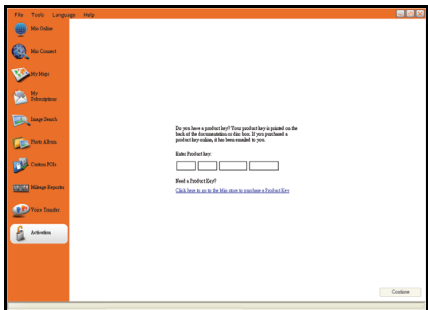 File Tools Language Help
Mio Online
Mio Connect
My Maps
My
Subscriptions
Image Search
Photo Album
Custom POIs
Mileage Reporter
Voice Transfer
Activation
Do you have a product key? Your product key is printed on the
back of the documentation or disc box. If you purchased a
product key online, it has been emailed to you.
Enter Product key:
Need a Product Key?
Click here to go to the Mio store to purchase a Product Key
Continue